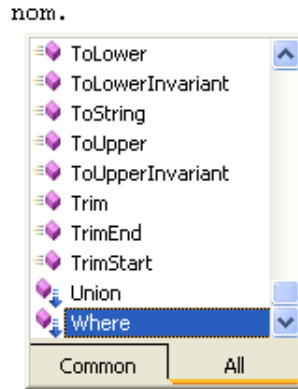 nom.
ToLower
ToLowerInvariant
ToString
ToUpper
ToUpperInvariant
Trim
TrimEnd
TrimStart
Union
Where
Common All